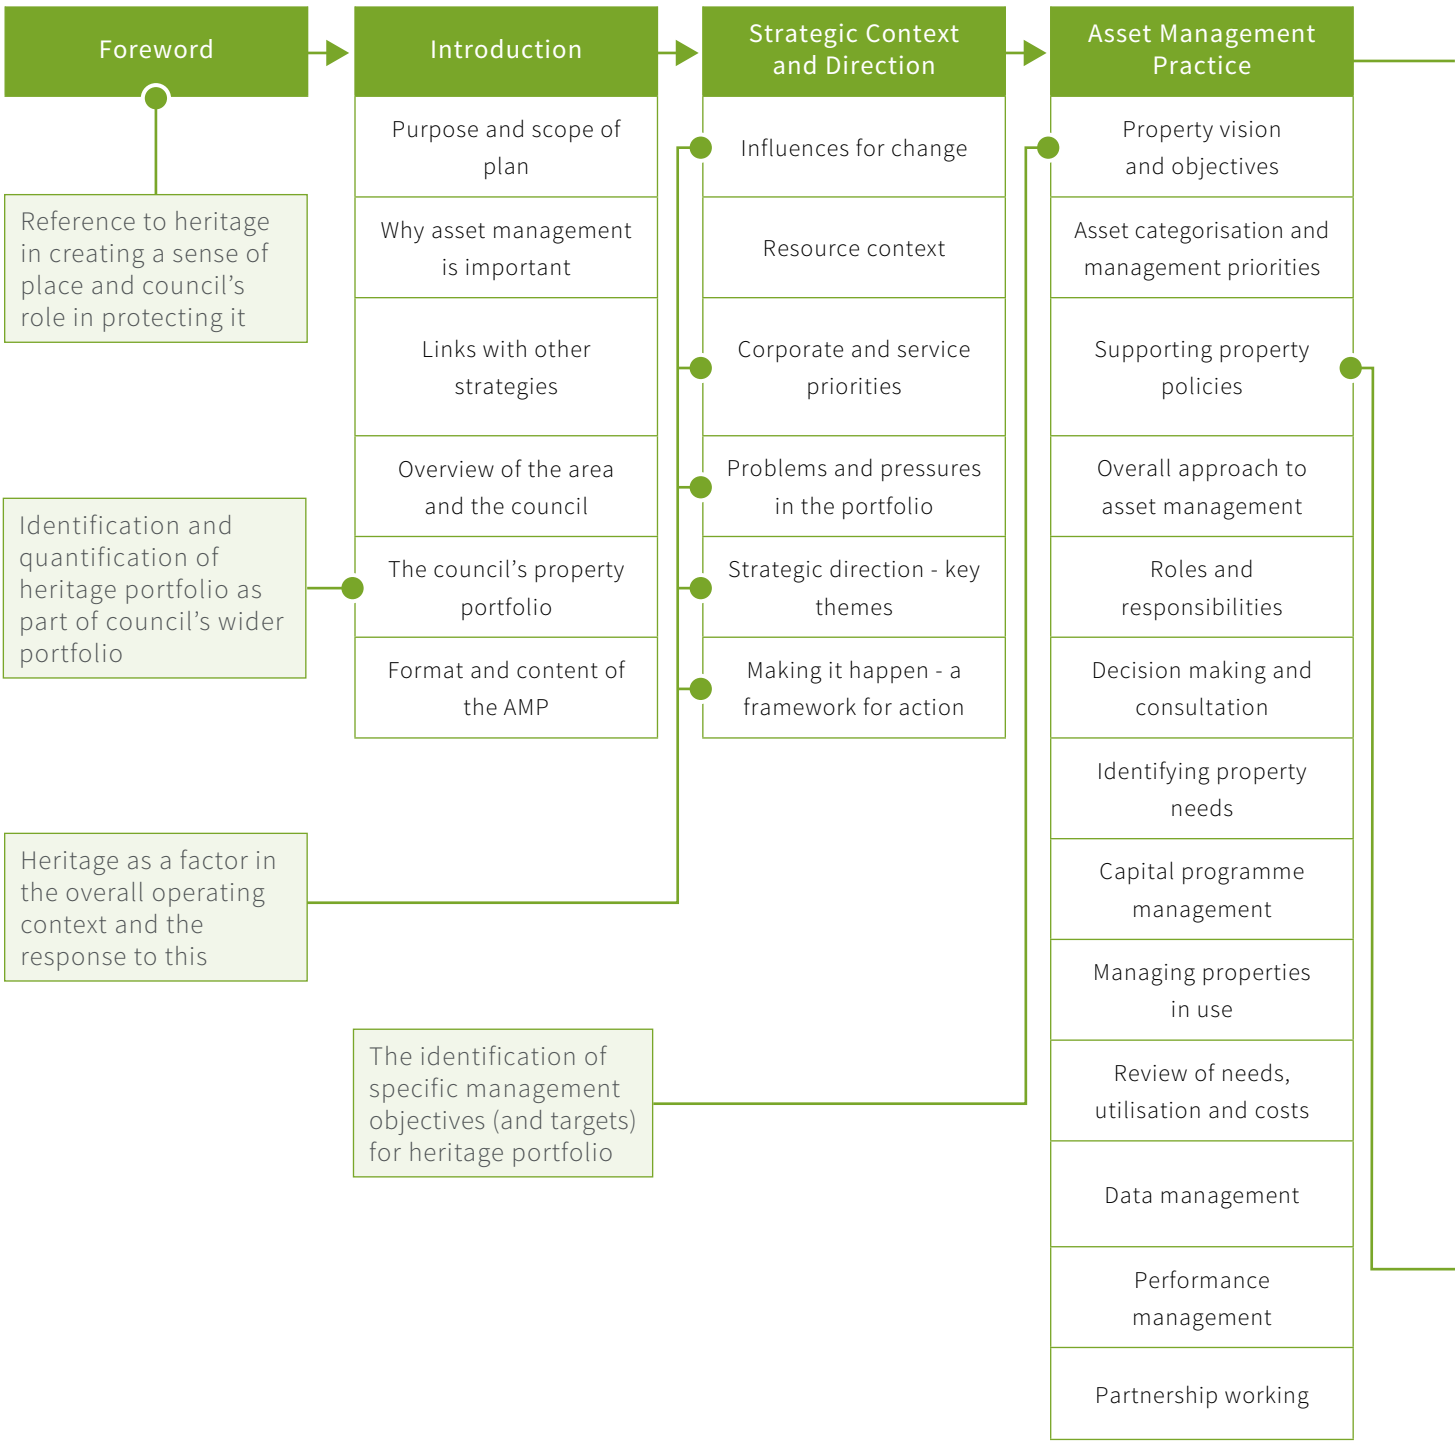 Foreword
Reference to heritage
in creating a sense of
place and council’s
role in protecting it
Identification and
quantification of
heritage portfolio as
part of council’s wider
portfolio
Heritage as a factor in
the overall operating
context and the
response to this
Introduction
Purpose and scope of
plan
Why asset management
is important
Links with other
strategies
Overview of the area
and the council
The council’s property
portfolio
Format and content of
the AMP
The identification of
specific management
objectives (and targets)
for heritage portfolio
Strategic Context
and Direction
Influences for change
Resource context
Corporate and service
priorities
Problems and pressures
in the portfolio
Strategic direction - key
themes
Making it happen - a
framework for action
Asset Management
Practice
Property vision
and objectives
Asset categorisation and
management priorities
Supporting property
policies
Overall approach to
asset management
Roles and
responsibilities
Decision making and
consultation
Identifying property
needs
Capital programme
management
Managing properties
in use
Review of needs,
utilisation and costs
Data management
Performance
management
Partnership working